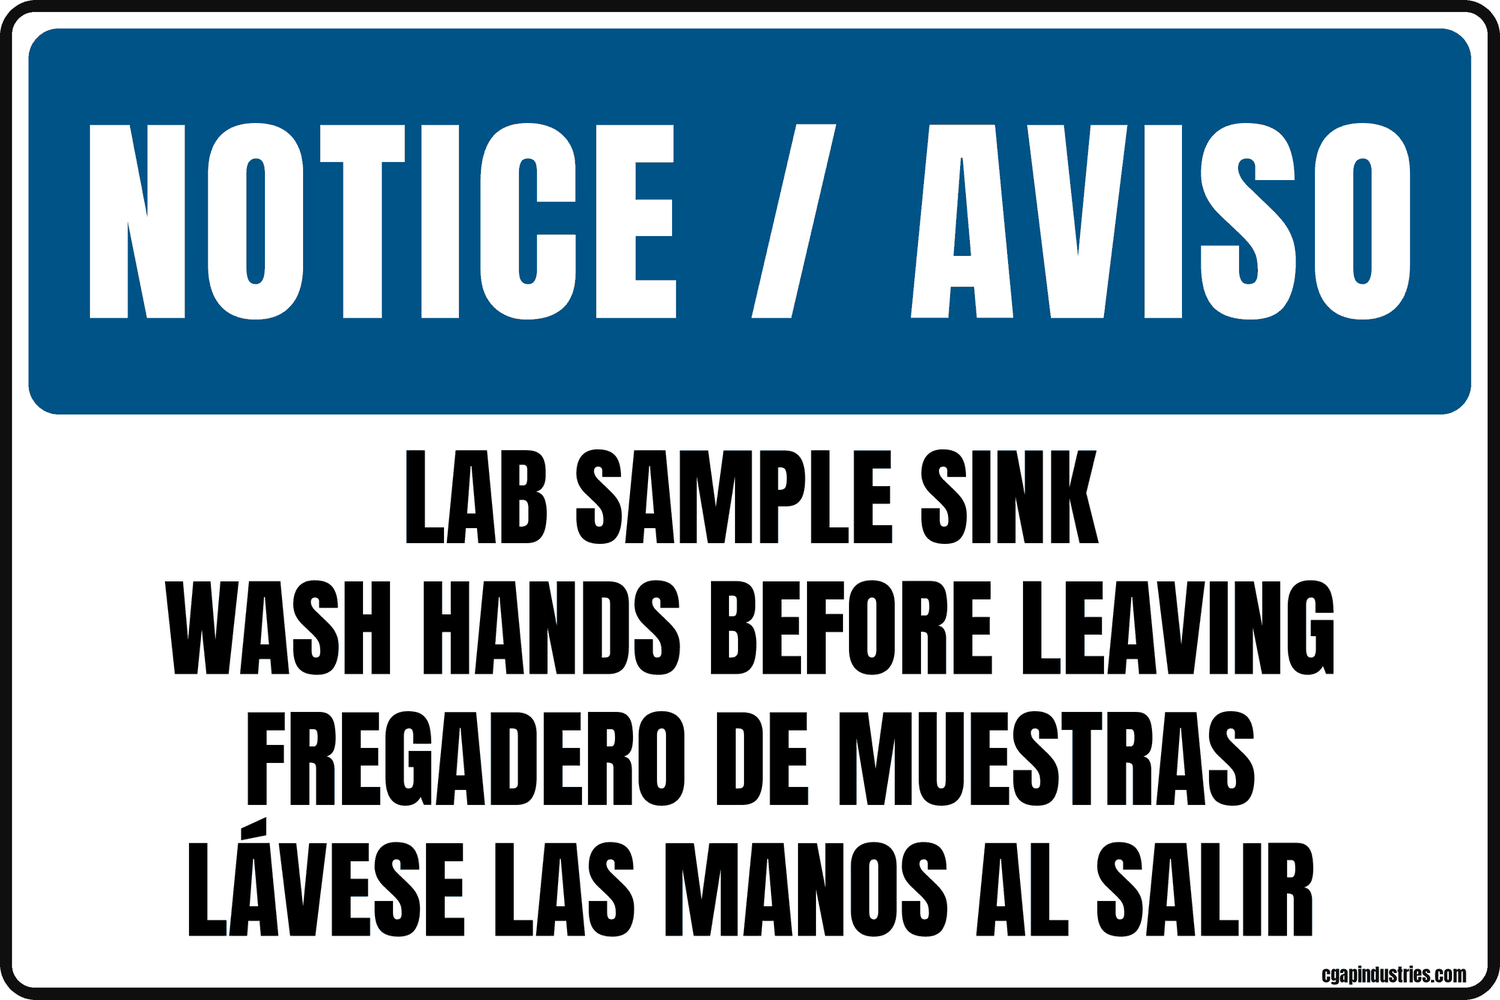 NOTICE / AVISO
LAB SAMPLE SINK
WASH HANDS BEFORE LEAVING
FREGADERO DE MUESTRAS
LÁVESE LAS MANOS AL SALIR
cgapindustries.com